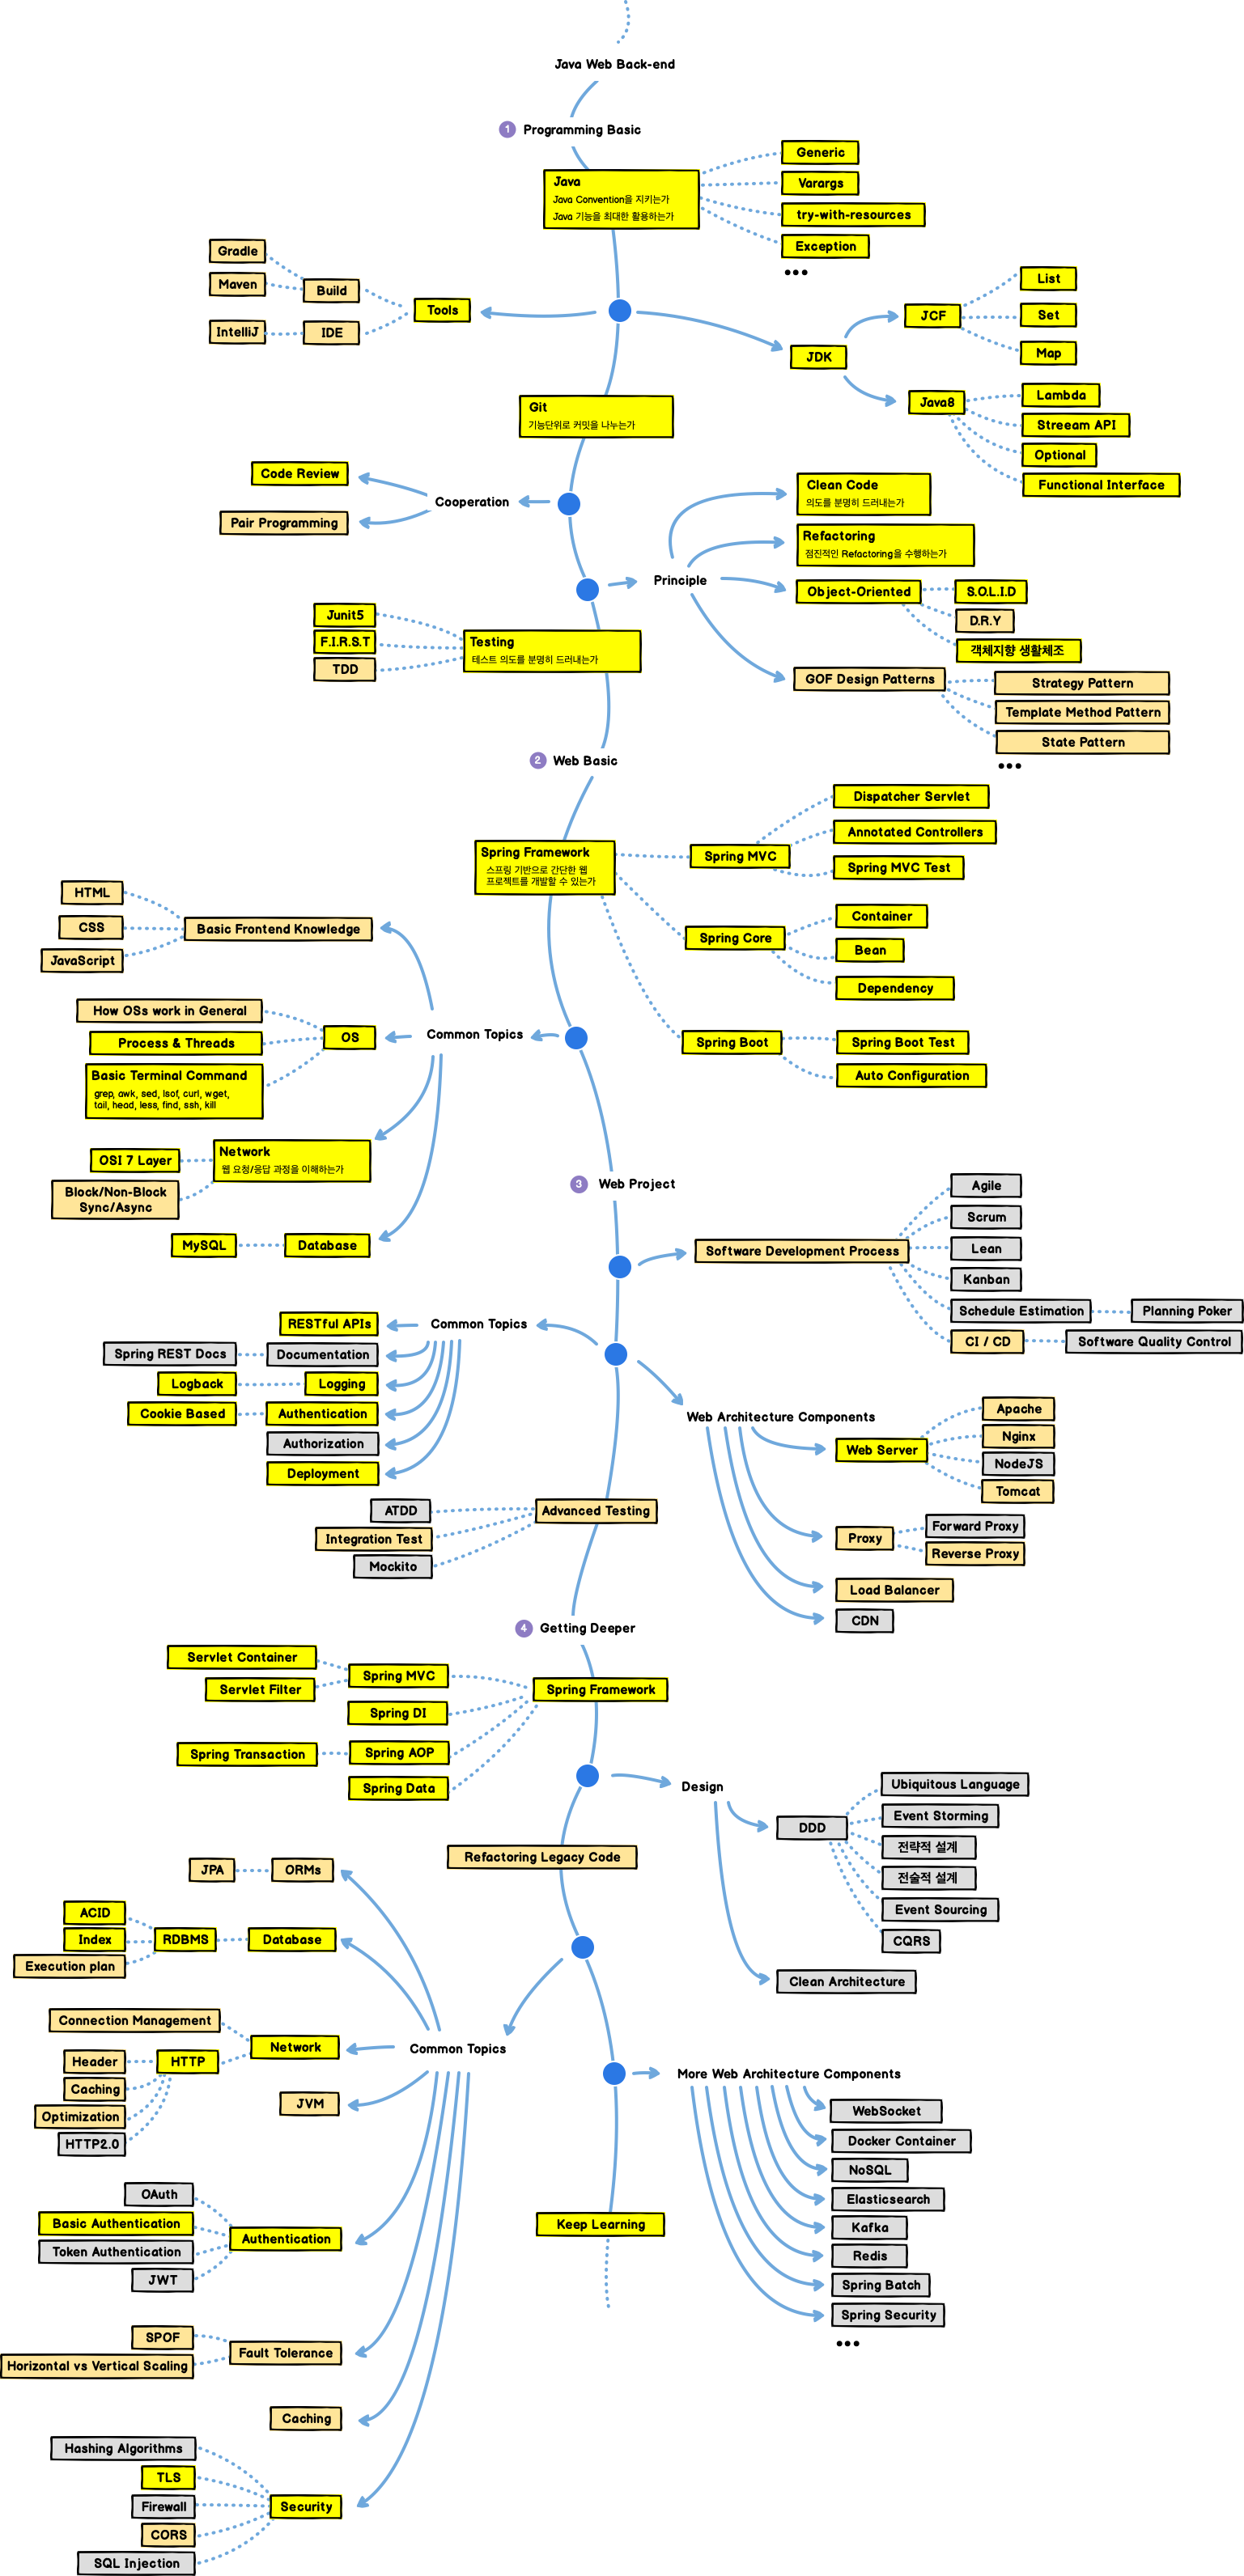 Java Web Back-end
1 Programming Basic
Java
Java Convention을 지키는가
Java 기능을 최대한 활용하는가
Generic
Varargs
try-with-resources
Exception
•••
Gradle
Maven
Build
IntelliJ
IDE
Tools
JDK
JCF
List
Set
Map
Java8
Lambda
Streeam API
Optional
Functional Interface
Git
기능단위로 커밋을 나누는가
Code Review
Cooperation
Pair Programming
Principle
Clean Code
의도를 분명히 드러내는가
Refactoring
점진적인 Refactoring을 수행하는가
Object-Oriented
S.O.L.I.D
D.R.Y
객체지향 생활체조
GOF Design Patterns
Strategy Pattern
Template Method Pattern
State Pattern
•••
Junit5
F.I.R.S.T
TDD
Testing
테스트 의도를 분명히 드러내는가
2 Web Basic
Spring Framework
스프링 기반으로 간단한 웹
프로젝트를 개발할 수 있는가
Spring MVC
Dispatcher Servlet
Annotated Controllers
Spring MVC Test
Spring Core
Container
Bean
Dependency
Spring Boot
Spring Boot Test
Auto Configuration
HTML
CSS
JavaScript
Basic Frontend Knowledge
Common Topics
How OSs work in General
Process & Threads
OS
Basic Terminal Command
grep, awk, sed, lsof, curl, wget,
tail, head, less, find, ssh, kill
Network
웹 요청/응답 과정을 이해하는가
OSI 7 Layer
Block/Non-Block
Sync/Async
MySQL
Database
3 Web Project
Software Development Process
Agile
Scrum
Lean
Kanban
Schedule Estimation
Planning Poker
CI / CD
Software Quality Control
RESTful APIs
Common Topics
Spring REST Docs
Documentation
Logback
Logging
Cookie Based
Authentication
Authorization
Deployment
Web Architecture Components
Web Server
Apache
Nginx
NodeJS
Tomcat
Proxy
Forward Proxy
Reverse Proxy
Load Balancer
CDN
ATDD
Integration Test
Mockito
Advanced Testing
4 Getting Deeper
Servlet Container
Servlet Filter
Spring MVC
Spring Framework
Spring DI
Spring Transaction
Spring AOP
Spring Data
Design
DDD
Ubiquitous Language
Event Storming
전략적 설계
전술적 설계
Event Sourcing
CQRS
Clean Architecture
Refactoring Legacy Code
JPA
ORMs
ACID
Index
Execution plan
RDBMS
Database
Connection Management
Network
Common Topics
Header
HTTP
Caching
Optimization
HTTP2.0
JVM
More Web Architecture Components
WebSocket
Docker Container
NoSQL
Elasticsearch
Kafka
Redis
Spring Batch
Spring Security
•••
Keep Learning
OAuth
Basic Authentication
Token Authentication
JWT
Authentication
SPOF
Horizontal vs Vertical Scaling
Fault Tolerance
Caching
Hashing Algorithms
TLS
Firewall
CORS
SQL Injection
Security